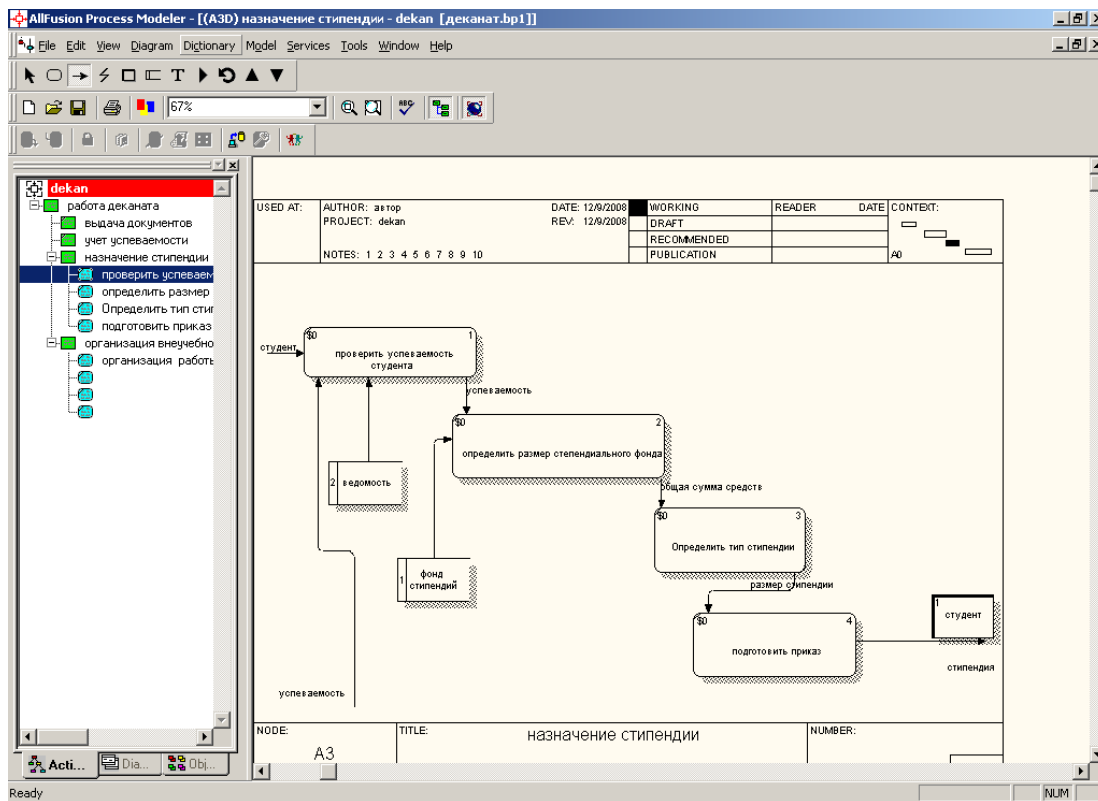 AllFusion Process Modeler - [(A3D) назначение стипендии - dekan [деканат.bp1]]
File Edit View Diagram Dictionary Model Services Tools Window Help
67%
ABC
dekan
работа деканата
выдача документов
учет успеваемости
назначение стипендии
проверить успеваем
определить размер
Определить тип сти
подготовить приказ
организация внеучебно
организация работь
Acti... Dia... Obj...
USED AT: AUTHOR: автор DATE: 12/9/2008 WORKING READER DATE CONTEXT:
PROJECT: dekan REV: 12/9/2008 DRAFT
RECOMMENDED
NOTES: 1 2 3 4 5 6 7 8 9 10 PUBLICATION A0
$0 1
студент
проверить успеваемость
студента
успеваемость
$0 2
определить размер степендиального фонда
2 ведомость
общая сумма средств
$0 3
Определить тип стипендии
1 фонд
стипендий
размер стипендии
$0 4
подготовить приказ
1
студент
стипендия
успеваемость
NODE: TITLE: NUMBER:
A3 назначение стипендии
Ready NUM